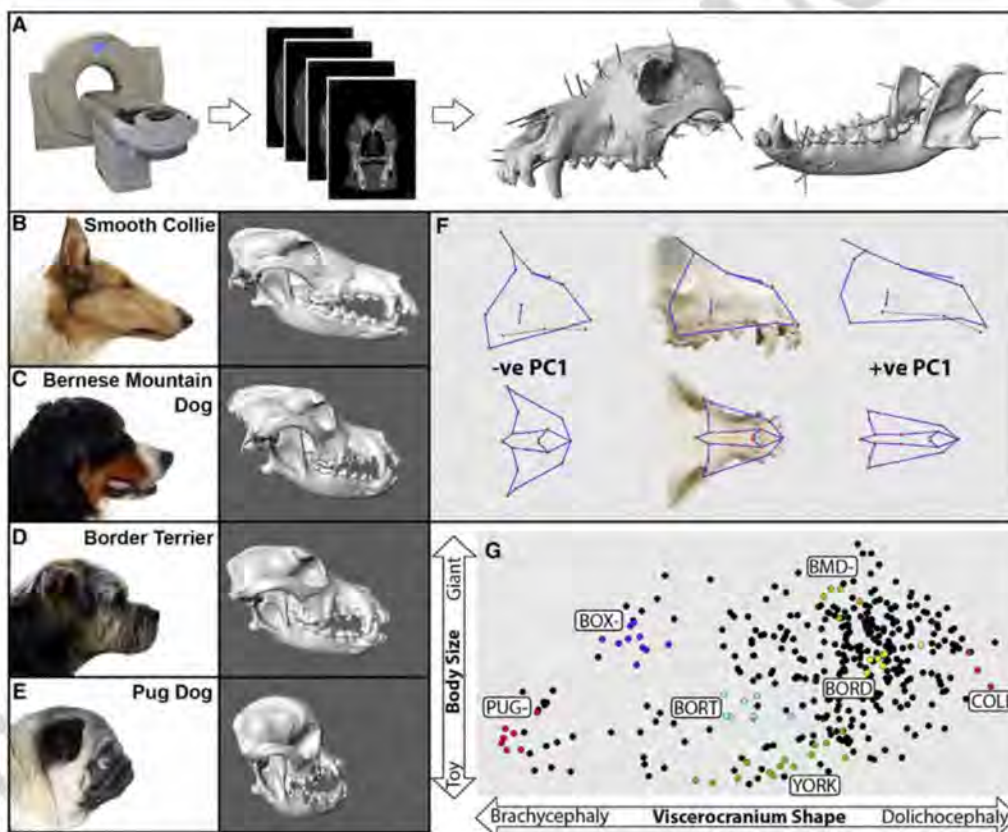 A
B
Smooth Collie
C
Bernese Mountain
Dog
D
Border Terrier
E
Pug Dog
F
-ve PC1
+ve PC1
G
Giant
Body Size
Toy
BMD-
BOX-
PUG-
BORT
BORD
COLL
YORK
Brachycephaly
Viscerocranium Shape
Dolichocephaly